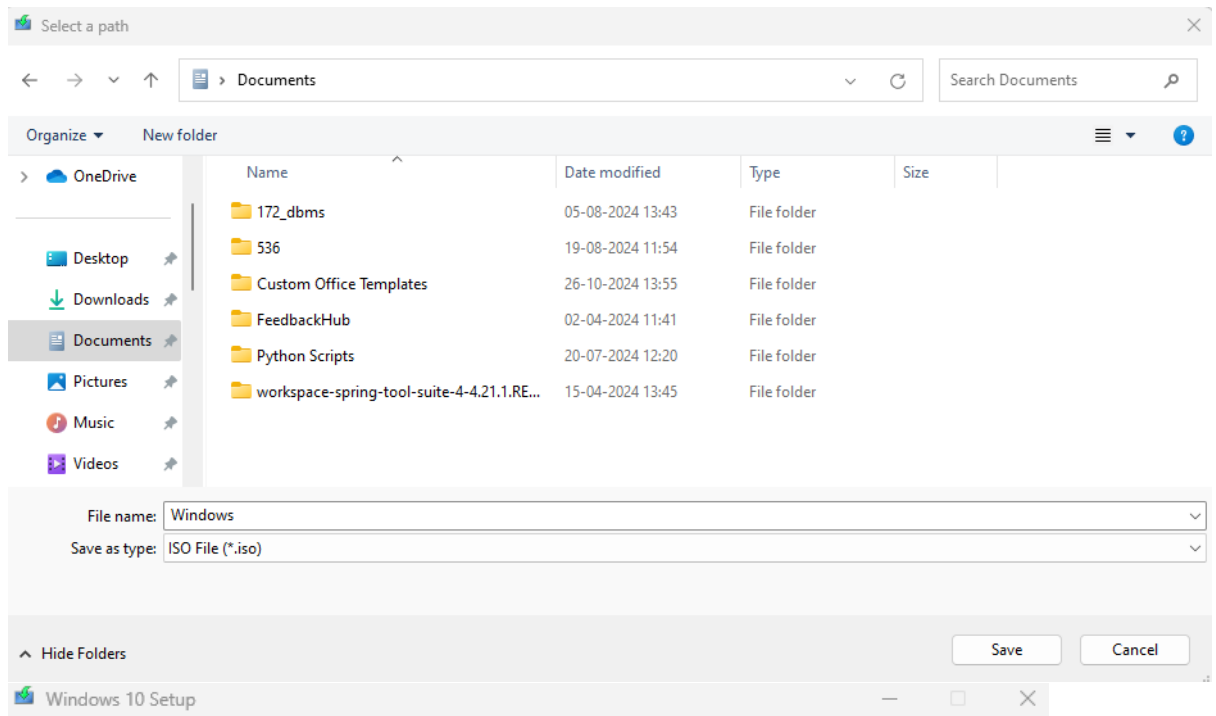 Select a path
Documents
Search Documents
Organize New folder
OneDrive
Desktop
Downloads
Documents
Pictures
Music
Videos
Name Date modified Type Size
172_dbms 05-08-2024 13:43 File folder
536 19-08-2024 11:54 File folder
Custom Office Templates 26-10-2024 13:55 File folder
FeedbackHub 02-04-2024 11:41 File folder
Python Scripts 20-07-2024 12:20 File folder
workspace-spring-tool-suite-4-4.21.1.RE... 15-04-2024 13:45 File folder
File name: Windows
Save as type: ISO File (*.iso)
Hide Folders
Save Cancel
Windows 10 Setup